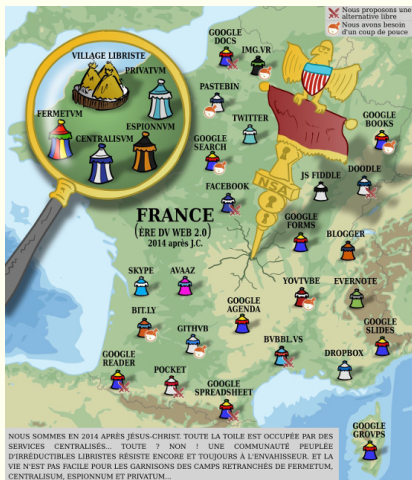 Nous proposons une
alternative libre
Nous avons besoin
d'un coup de pouce
GOOGLE
DOCS
IMG.VR
VILLAGE LIBRISTE
PRIVATVM
PASTEBIN
FERMETVM
ESPIONNVM
CENTRALISVM
TWITTER
GOOGLE
BOOKS
GOOGLE
SEARCH
JS FIDDLE
DOODLE
FACEBOOK
NSA
FRANCE
(ÈRE DV WEB 2.0)
2014 après J.C.
GOOGLE
FORMS
BLOGGER
SKYPE
AVAAZ
YOVTVBE
EVERNOTE
BIT.LY
GOOGLE
AGENDA
GITHVB
GOOGLE
SLIDES
BVBBL.VS
DROPBOX
GOOGLE
READER
POCKET
GOOGLE
SPREADSHEET
GOOGLE
GROVPS
NOUS SOMMES EN 2014 APRÈS JÉSUS-CHRIST. TOUTE LA TOILE EST OCCUPÉE PAR DES
SERVICES CENTRALISÉS... TOUTE ? NON ! UNE COMMUNAUTÉ PEUPLÉE
D'IRRÉDUCTIBLES LIBRISTES RÉSISTE ENCORE ET TOUJOURS À L'ENVAHISSEUR. ET LA
VIE N'EST PAS FACILE POUR LES GARNISONS DES CAMPS RETRANCHÉS DE FERMETUM,
CENTRALISUM, ESPIONNUM ET PRIVATUM...